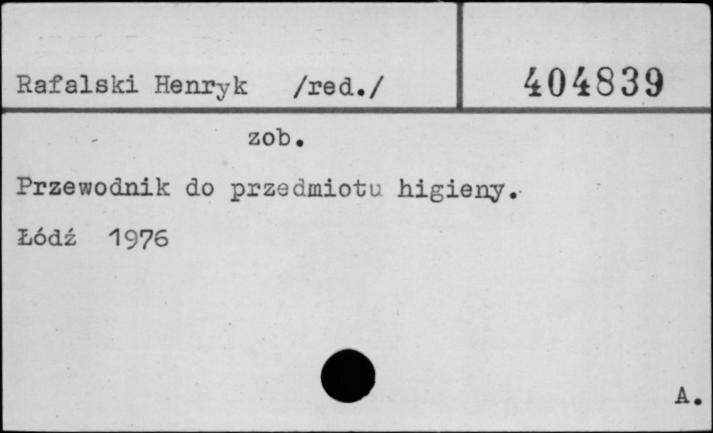 Rafalski Henryk /red./
404839
zob.
Przewodnik do przedmiotu higieny.
Łódź 1976
A.